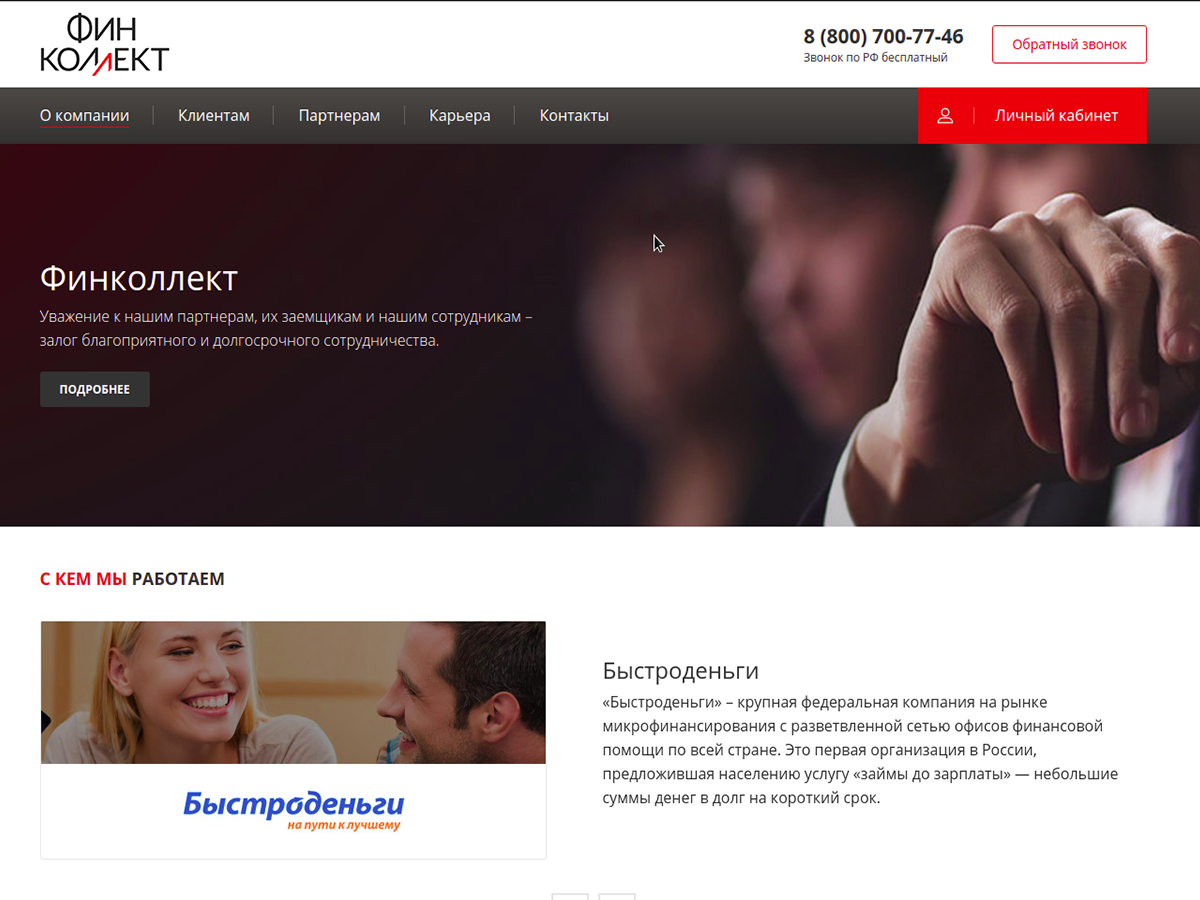 ФИН
КОЛЛЕКТ
8 (800) 700-77-46
Звонок по РФ бесплатный
Обратный звонок
О компании
Клиентам
Партнерам
Карьера
Контакты
Личный кабинет
Финколлект
Уважение к нашим партнерам, их заемщикам и нашим сотрудникам –
залог благоприятного и долгосрочного сотрудничества.
ПОДРОБНЕЕ
С КЕМ МЫ РАБОТАЕМ
Быстроденьги
на пути к лучшему
Быстроденьги
«Быстроденьги» – крупная федеральная компания на рынке
микрофинансирования с разветвленной сетью офисов финансовой
помощи по всей стране. Это первая организация в России,
предложившая населению услугу «займы до зарплаты» — небольшие
суммы денег в долг на короткий срок.